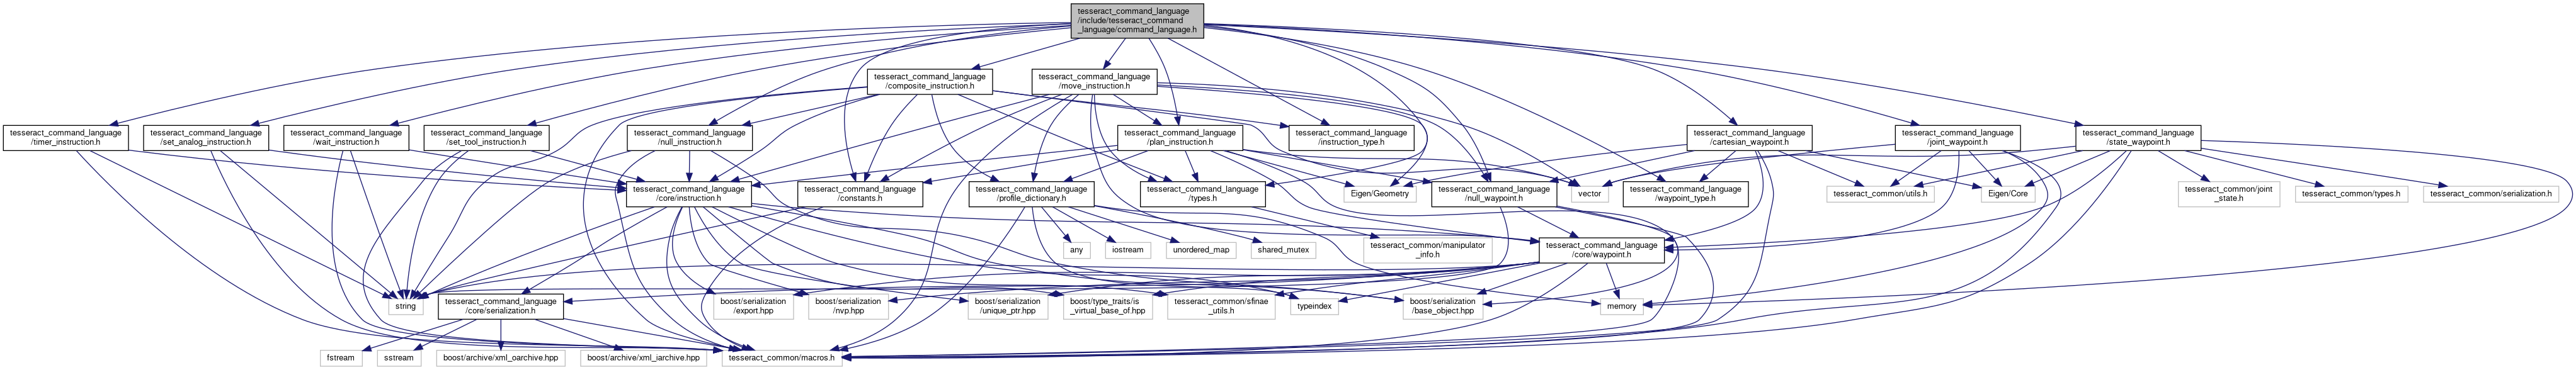 tesseract_command_language
/include/tesseract_command
_language/command_language.h
tesseract_command_language
/composite_instruction.h
tesseract_command_language
/move_instruction.h
tesseract_command_language
/timer_instruction.h
tesseract_command_language
/set_analog_instruction.h
tesseract_command_language
/wait_instruction.h
tesseract_command_language
/set_tool_instruction.h
tesseract_command_language
/null_instruction.h
tesseract_command_language
/plan_instruction.h
tesseract_command_language
/instruction_type.h
tesseract_command_language
/cartesian_waypoint.h
tesseract_command_language
/joint_waypoint.h
tesseract_command_language
/state_waypoint.h
tesseract_command_language
/core/instruction.h
tesseract_command_language
/constants.h
tesseract_command_language
/profile_dictionary.h
tesseract_command_language
/types.h
Eigen/Geometry
tesseract_command_language
/null_waypoint.h
vector
tesseract_command_language
/waypoint_type.h
tesseract_common/utils.h
Eigen/Core
tesseract_common/joint
_state.h
tesseract_common/types.h
tesseract_common/serialization.h
any
iostream
unordered_map
shared_mutex
tesseract_common/manipulator
_info.h
tesseract_command_language
/core/waypoint.h
string
tesseract_command_language
/core/serialization.h
boost/serialization
/export.hpp
boost/serialization
/nvp.hpp
boost/serialization
/unique_ptr.hpp
boost/type_traits/is
_virtual_base_of.hpp
tesseract_common/sfinae
_utils.h
typeindex
boost/serialization
/base_object.hpp
memory
fstream
sstream
boost/archive/xml_oarchive.hpp
boost/archive/xml_iarchive.hpp
tesseract_common/macros.h